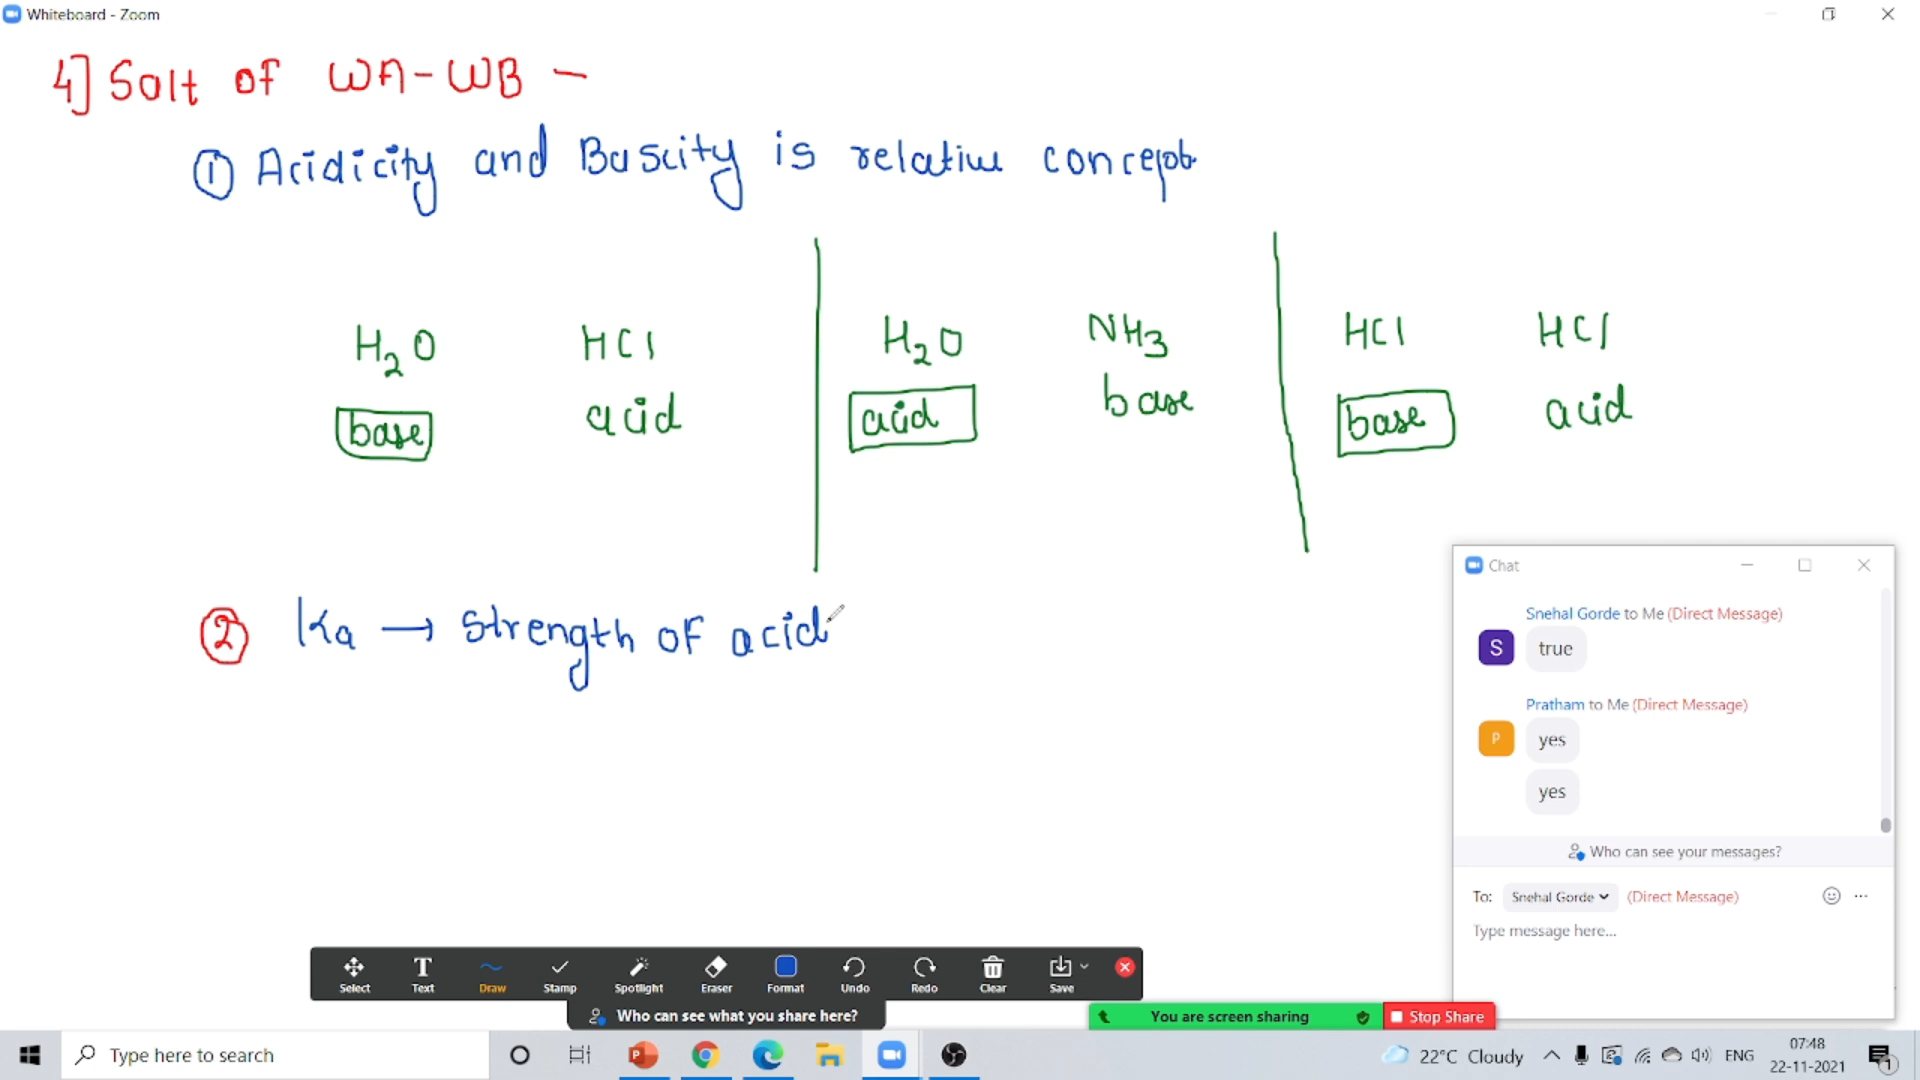 Whiteboard - Zoom
4] Salt of WA-WB -
① Acidicity and Bascity is relative concept
H2O HCl H2O NH3 HCl HCl
base acid acid base base acid
② Ka → Strength of acid
Chat
Snehal Gorde to Me (Direct Message)
S true
Pratham to Me (Direct Message)
P yes
yes
Who can see your messages?
To: Snehal Gorde (Direct Message)
Type message here...
Select Text Draw Stamp Spotlight Eraser Format Undo Redo Clear Save
Who can see what you share here?
You are screen sharing Stop Share
Type here to search
22°C Cloudy ENG 07:48
22-11-2021
1